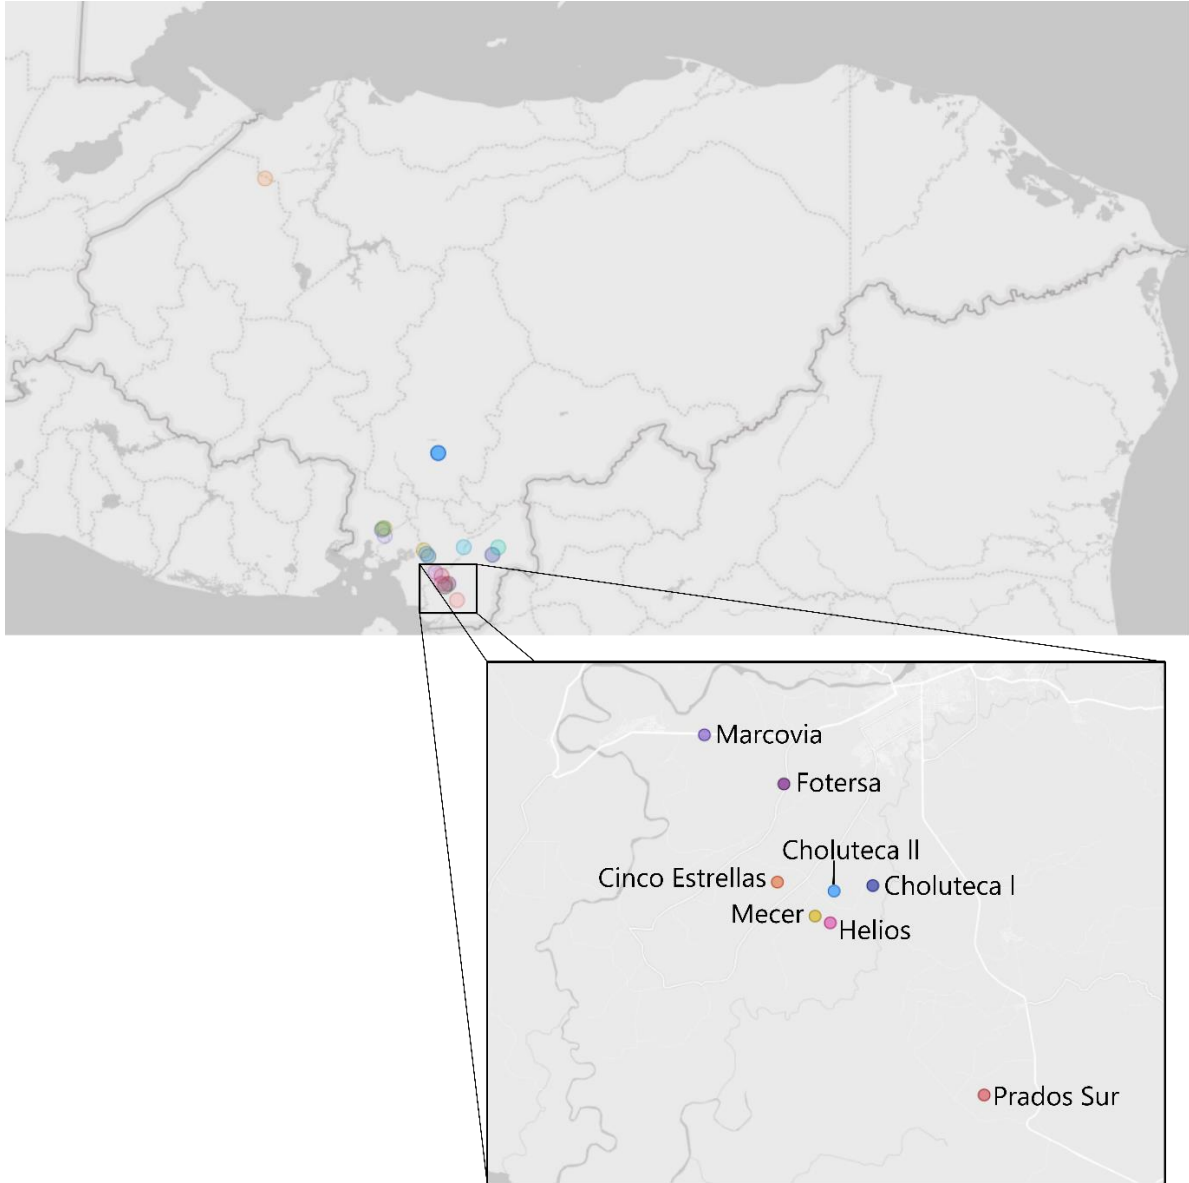 Marcovia
Fotersa
Choluteca II
Cinco Estrellas
Choluteca I
Mecer
Helios
Prados Sur